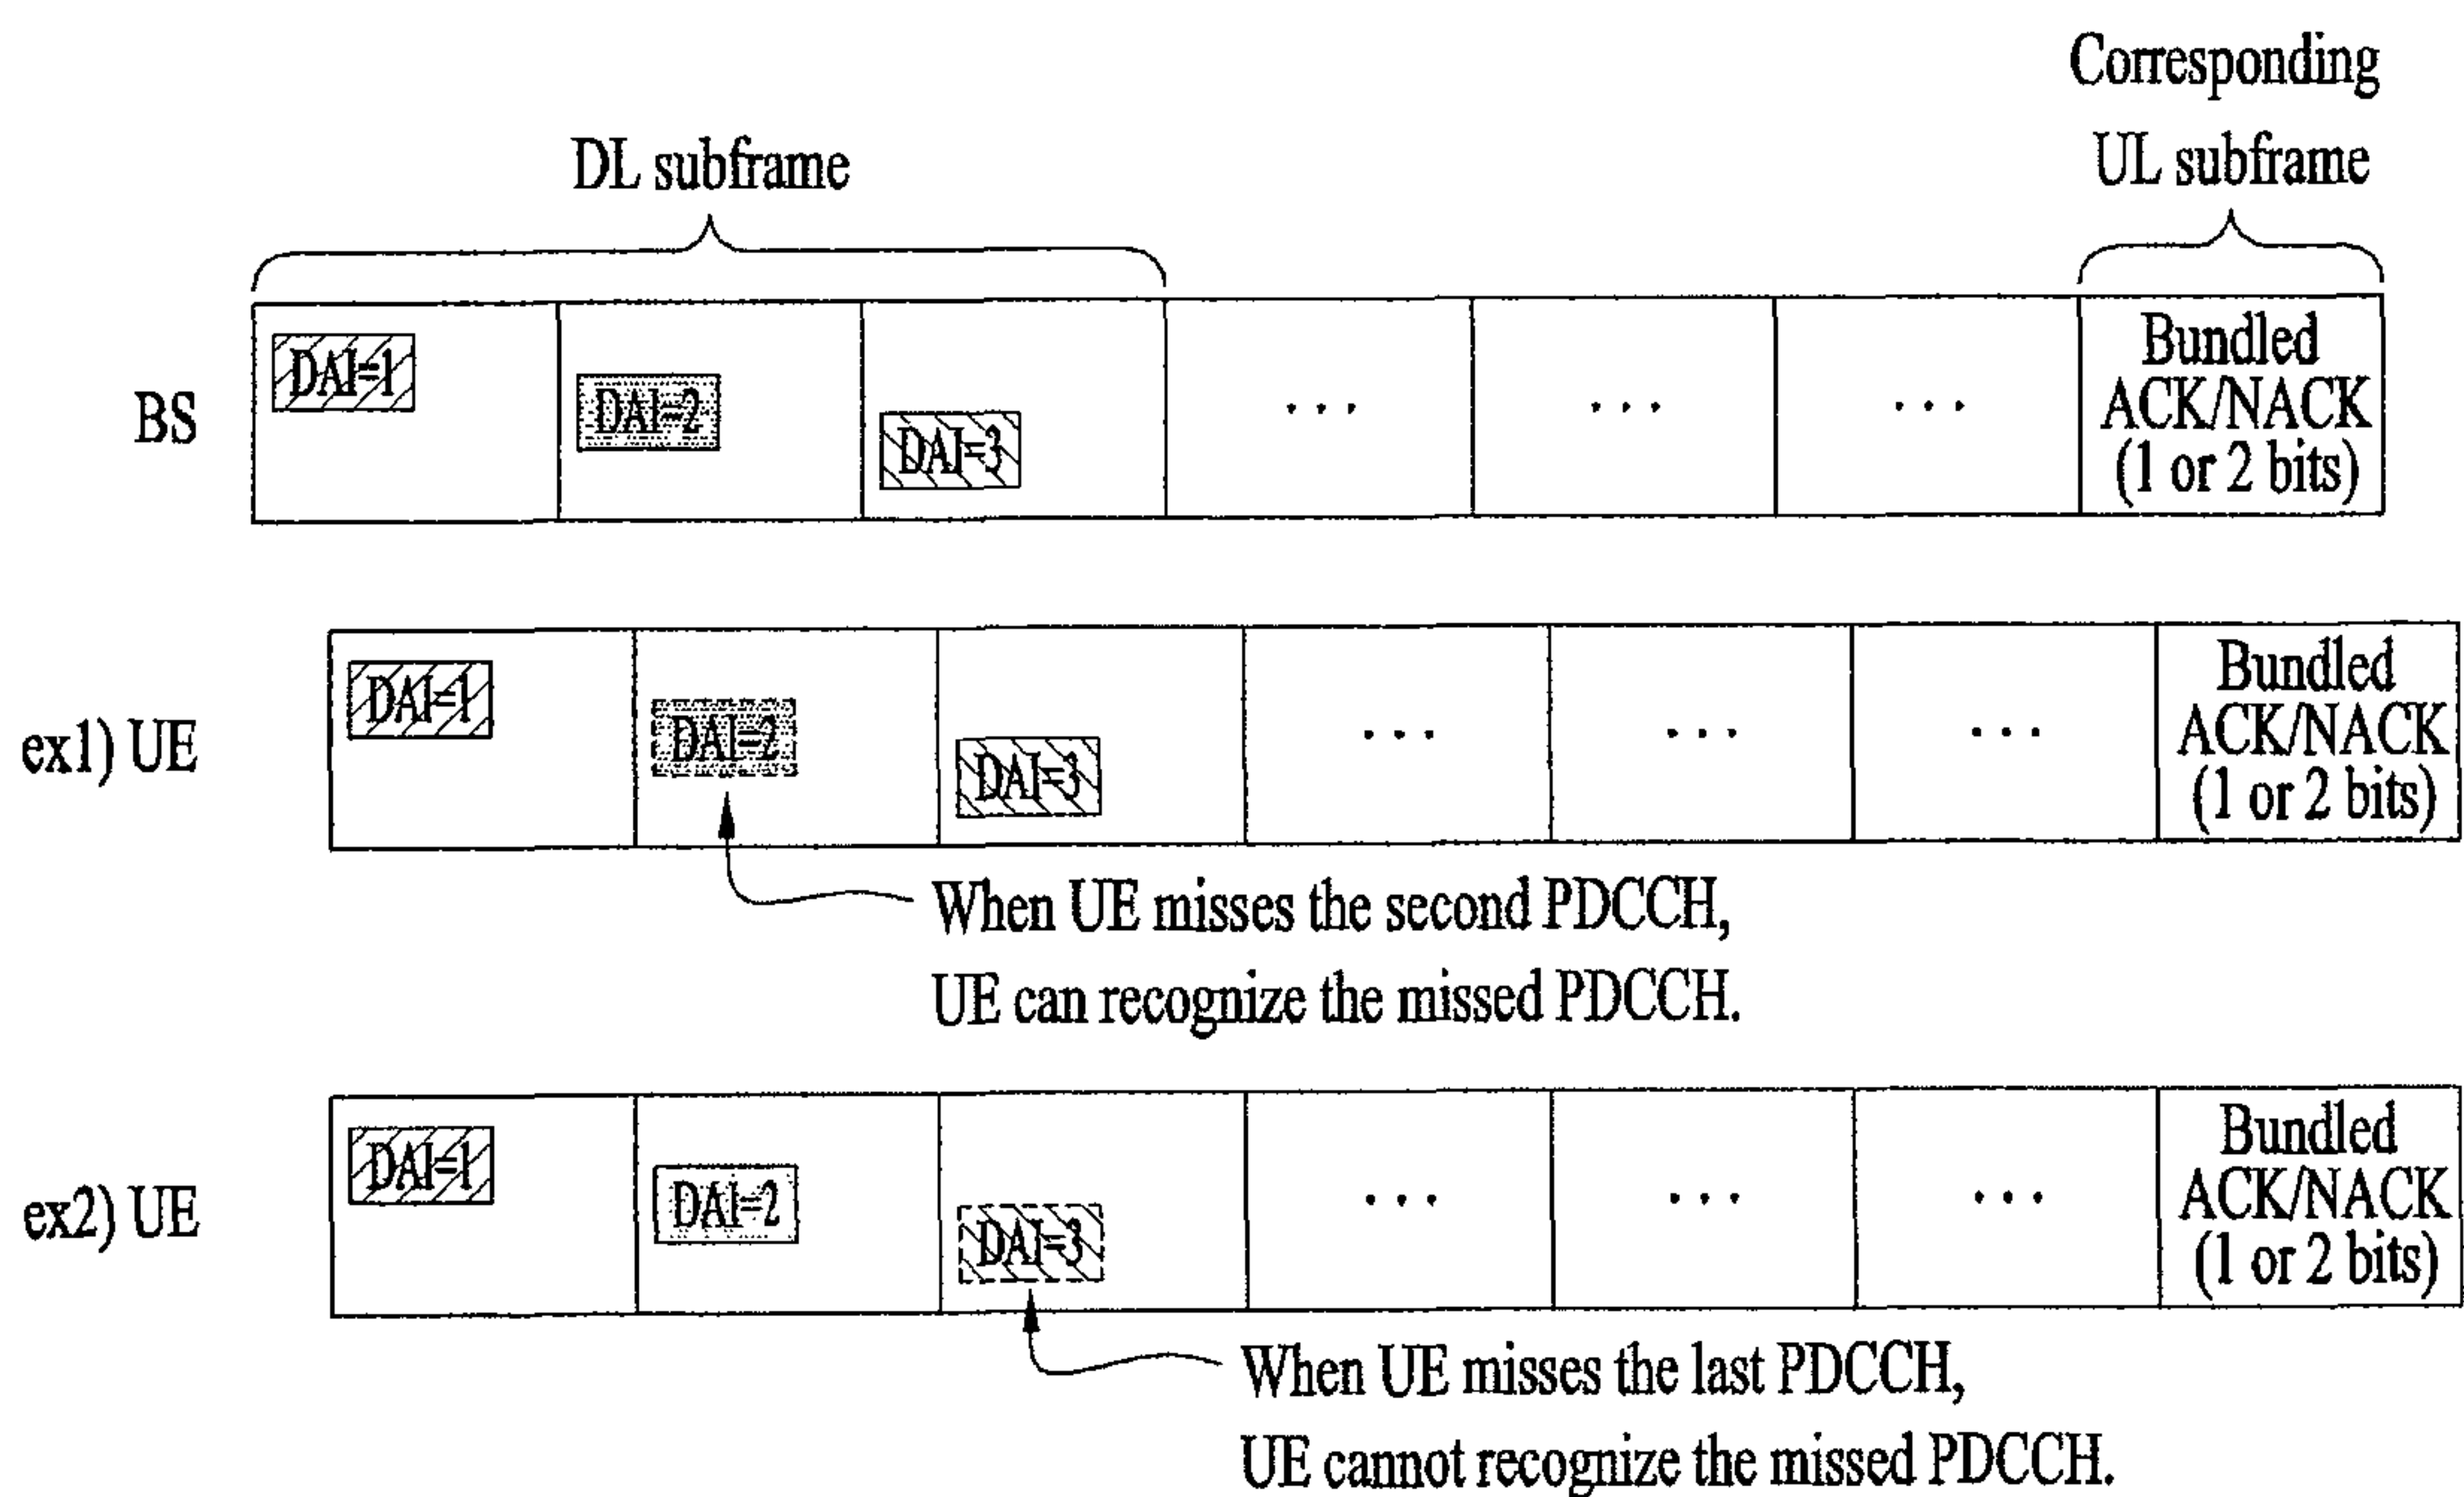 Corresponding
UL subframe
DL subframe
BS
DAI=1
DAI=2
DAI=3
...
...
...
Bundled
ACK/NACK
(1 or 2 bits)
ex1) UE
DAI=1
DAI=2
DAI=3
...
...
...
Bundled
ACK/NACK
(1 or 2 bits)
When UE misses the second PDCCH,
UE can recognize the missed PDCCH.
ex2) UE
DAI=1
DAI=2
DAI=3
...
...
...
Bundled
ACK/NACK
(1 or 2 bits)
When UE misses the last PDCCH,
UE cannot recognize the missed PDCCH.